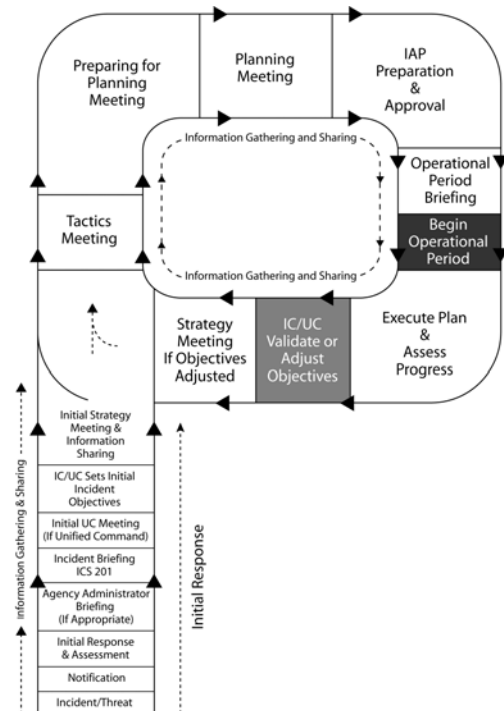 Preparing for
Planning
Meeting
Planning
Meeting
IAP
Preparation
&
Approval
Information Gathering and Sharing
Operational
Period
Briefing
Begin
Operational
Period
Tactics
Meeting
Information Gathering and Sharing
Strategy
Meeting
If Objectives
Adjusted
IC/UC
Validate or
Adjust
Objectives
Execute Plan
&
Assess
Progress
Initial Strategy
Meeting &
Information
Sharing
IC/UC Sets Initial
Incident
Objectives
Initial UC Meeting
(If Unified Command)
Incident Briefing
ICS 201
Agency Administrator
Briefing
(If Appropriate)
Initial Response
& Assessment
Notification
Incident/Threat
Information Gathering & Sharing
Initial Response